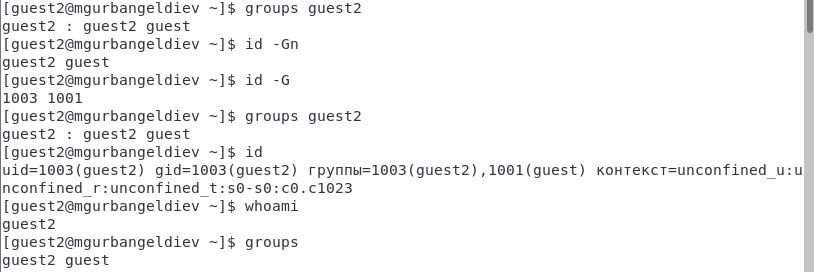 [guest2@mgurbangeldiev ~]$ groups guest2
guest2 : guest2 guest
[guest2@mgurbangeldiev ~]$ id -Gn
guest2 guest
[guest2@mgurbangeldiev ~]$ id -G
1003 1001
[guest2@mgurbangeldiev ~]$ groups guest2
guest2 : guest2 guest
[guest2@mgurbangeldiev ~]$ id
uid=1003(guest2) gid=1003(guest2) группы=1003(guest2),1001(guest) контекст=unconfined_u:u
nconfined_r:unconfined_t:s0-s0:c0.c1023
[guest2@mgurbangeldiev ~]$ whoami
guest2
[guest2@mgurbangeldiev ~]$ groups
guest2 guest